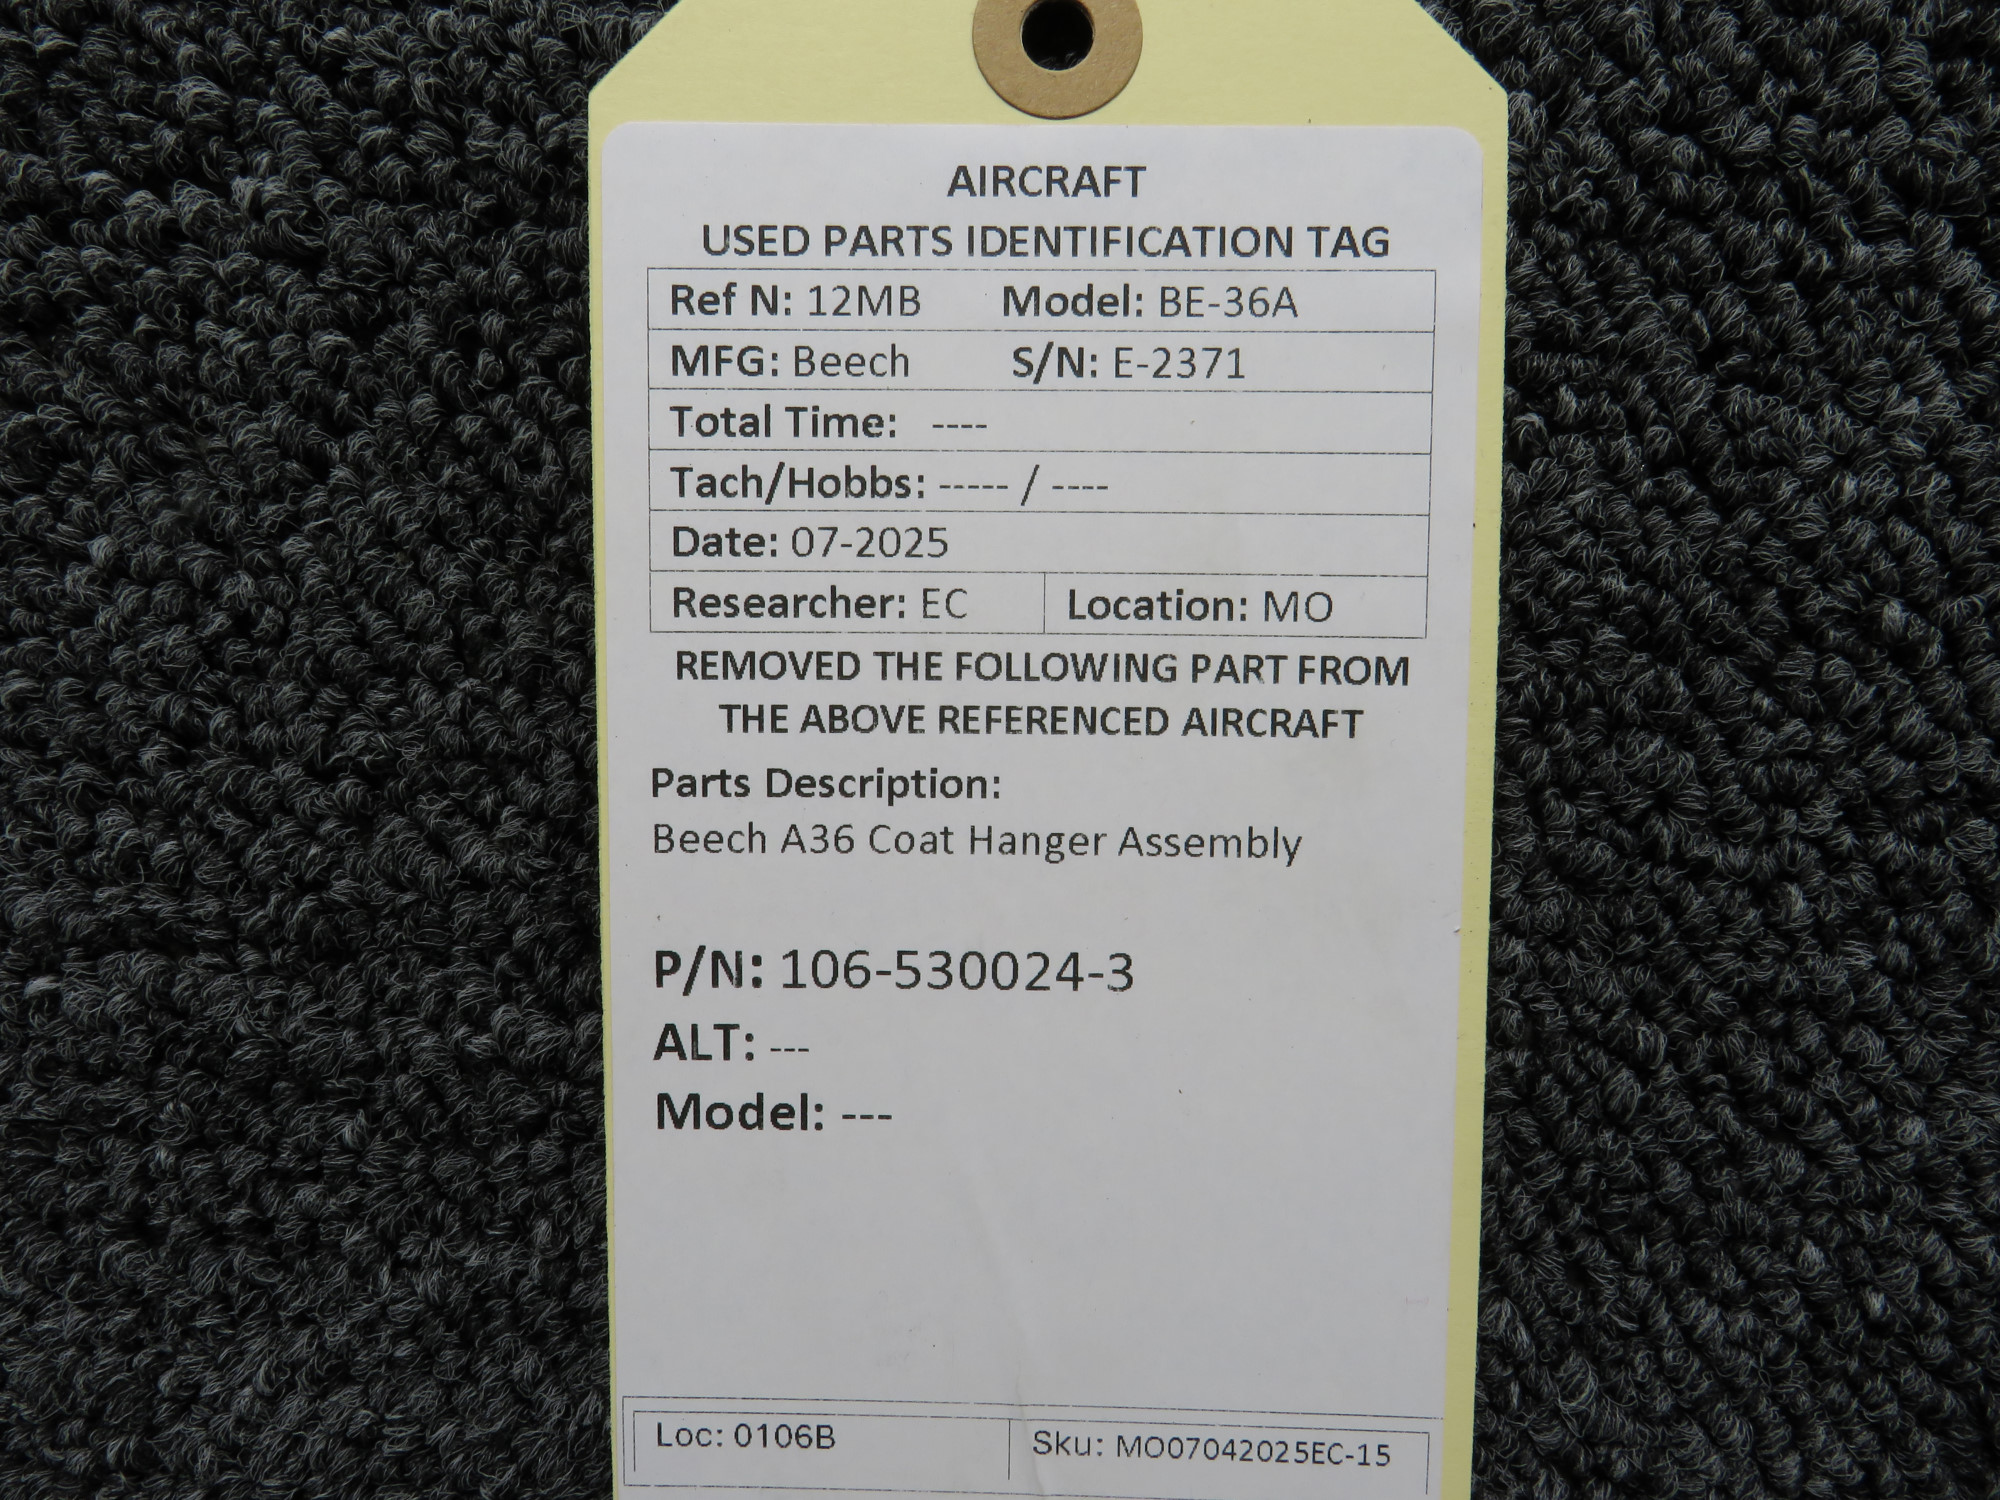 AIRCRAFT
USED PARTS IDENTIFICATION TAG
Ref N: 12MB Model: BE-36A
MFG: Beech S/N: E-2371
Total Time: ----
Tach/Hobbs: ----- / ----
Date: 07-2025
Researcher: EC Location: MO
REMOVED THE FOLLOWING PART FROM
THE ABOVE REFERENCED AIRCRAFT
Parts Description:
Beech A36 Coat Hanger Assembly
P/N: 106-530024-3
ALT: ---
Model: ---
Loc: 0106B Sku: MO07042025EC-15